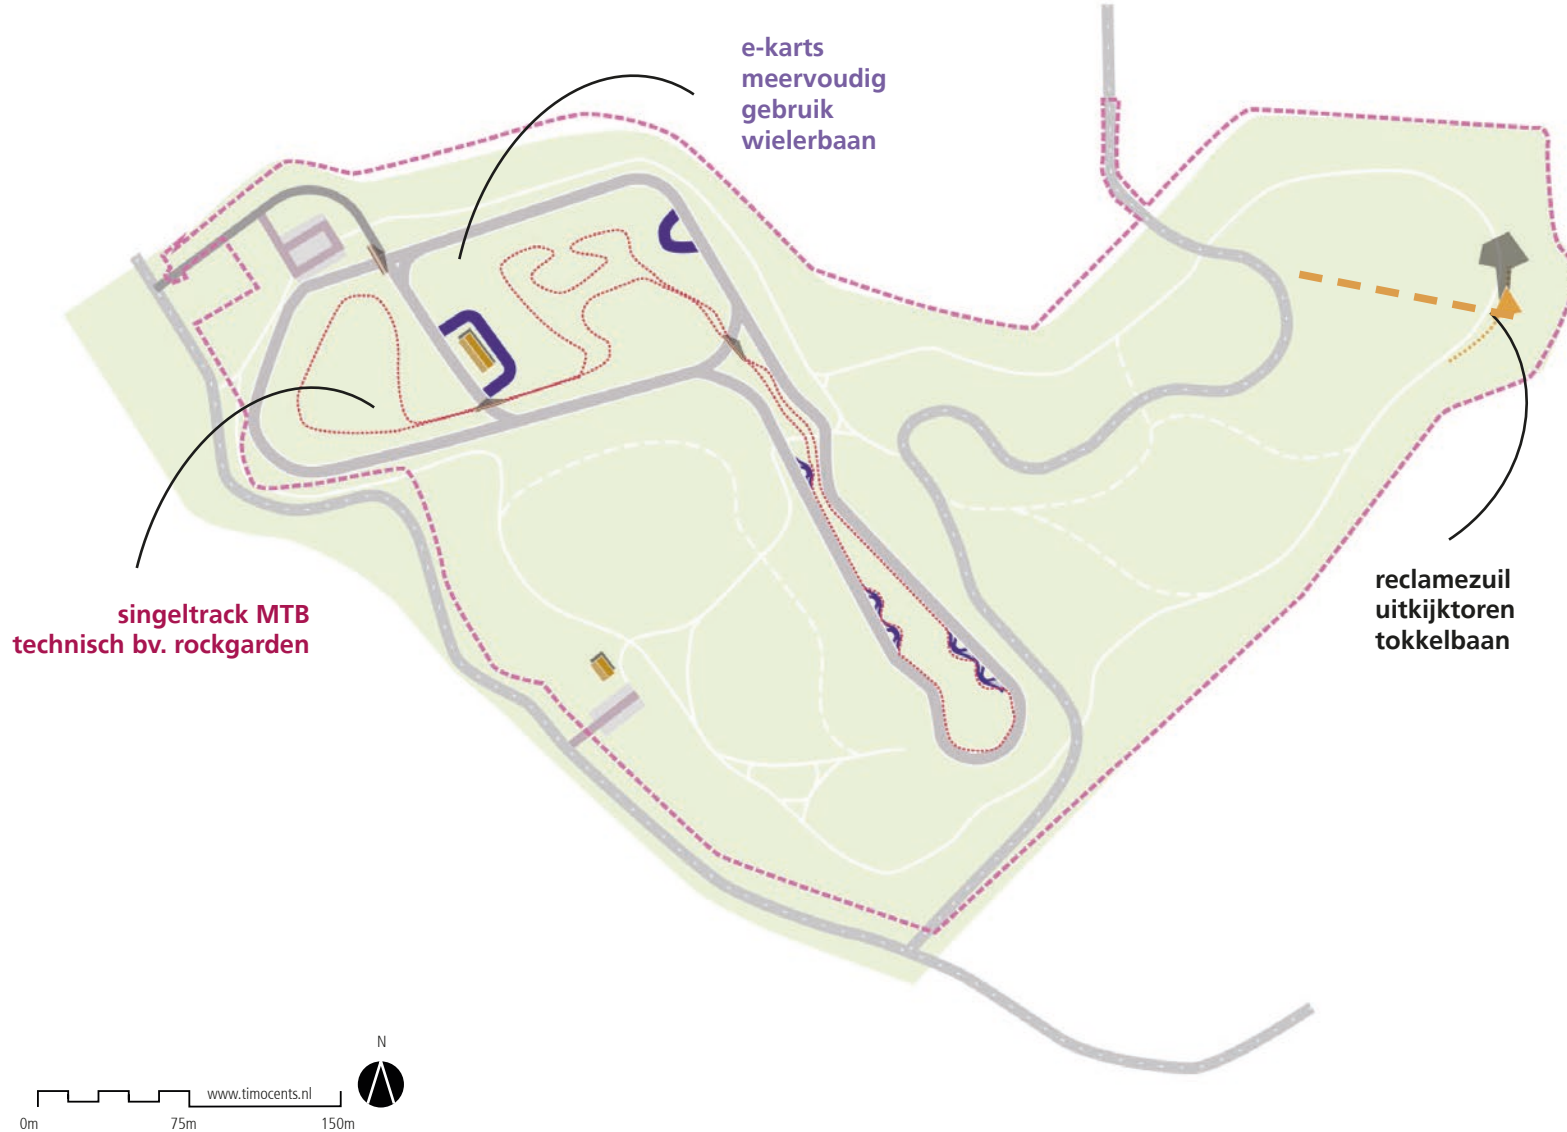 e-karts
meervoudig
gebruik
wielerbaan
singeltrack MTB
technisch bv. rockgarden
reclamezuil
uitkijktoren
tokkelbaan
N
www.timocents.nl
0m
75m
150m